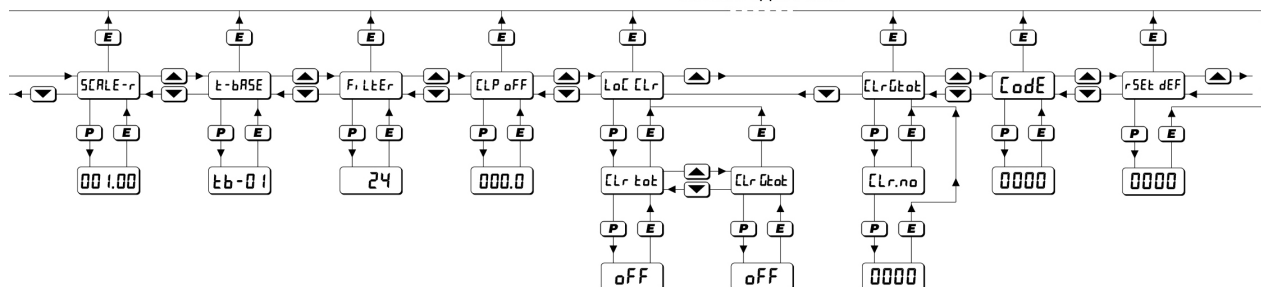 E E E E E E E E
SCALE-r t-bASE FiLtEr CLP oFF LoC CLr CLrGtot CodE rSEt dEF
P E P E P E P E P E E P E P E P E
001.00 tb-01 24 000.0 CLr tot CLr Gtot CLr.no 0000 0000
P E P E P E
oFF oFF 0000